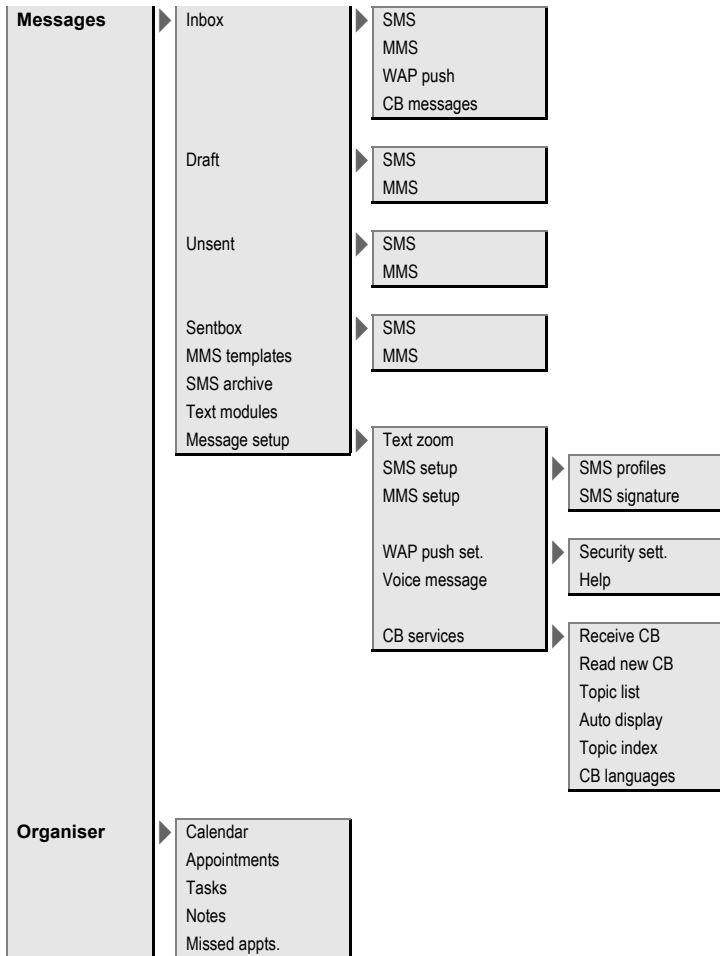 Messages Inbox SMS
MMS
WAP push
CB messages
Draft SMS
MMS
Unsent SMS
MMS
Sentbox SMS
MMS templates MMS
SMS archive
Text modules
Message setup Text zoom
SMS setup SMS profiles
MMS setup SMS signature
WAP push set. Security sett.
Voice message Help
CB services Receive CB
Read new CB
Topic list
Auto display
Topic index
CB languages
Organiser Calendar
Appointments
Tasks
Notes
Missed appts.